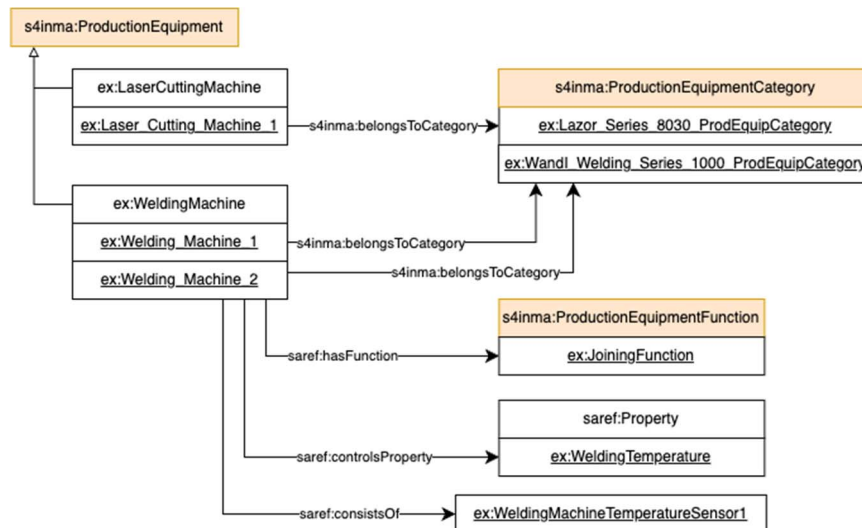 s4inma:ProductionEquipment
ex:LaserCuttingMachine
ex:Laser_Cutting_Machine_1
s4inma:belongsToCategory
s4inma:ProductionEquipmentCategory
ex:Lazor_Series_8030_ProdEquipCategory
ex:Wandl_Welding_Series_1000_ProdEquipCategory
ex:WeldingMachine
ex:Welding_Machine_1
s4inma:belongsToCategory
ex:Welding_Machine_2
s4inma:belongsToCategory
s4inma:ProductionEquipmentFunction
saref:hasFunction
ex:JoiningFunction
saref:Property
saref:controlsProperty
ex:WeldingTemperature
saref:consistsOf
ex:WeldingMachineTemperatureSensor1